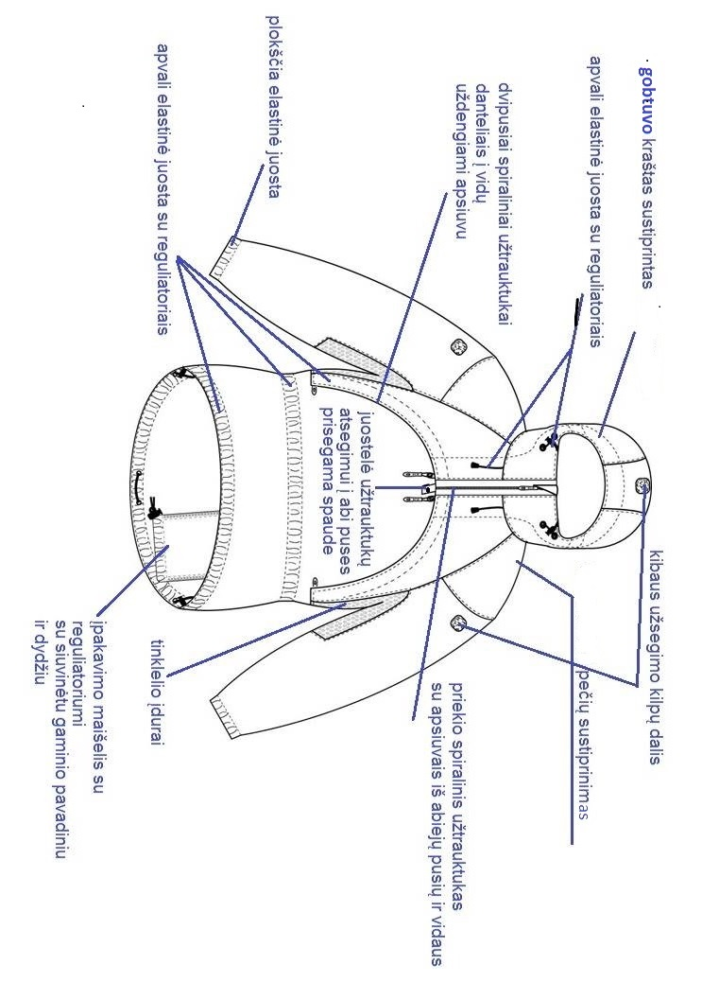 gobtuvo kraštas sustiprintas
apvali elastinė juosta su reguliatoriais
dvipusiai spiraliniai užtrauktukai
danteliais į vidų
uždengiami apsiuvu
plokščia elastinė juosta
apvali elastinė juosta su reguliatoriais
juostelė užtrauktukų
atsegimui į abi puses
prisegama spaude
kibaus užsegimo kilpų dalis
pečių sustiprinimas
priekio spiralinis užtrauktukas
su apsiuvais iš abiejų pusių ir vidaus
tinklelio įdurai
įpakavimo maišelis su
reguliatoriumi
su siuvinėtu gaminio pavadiniu
ir dydžiu